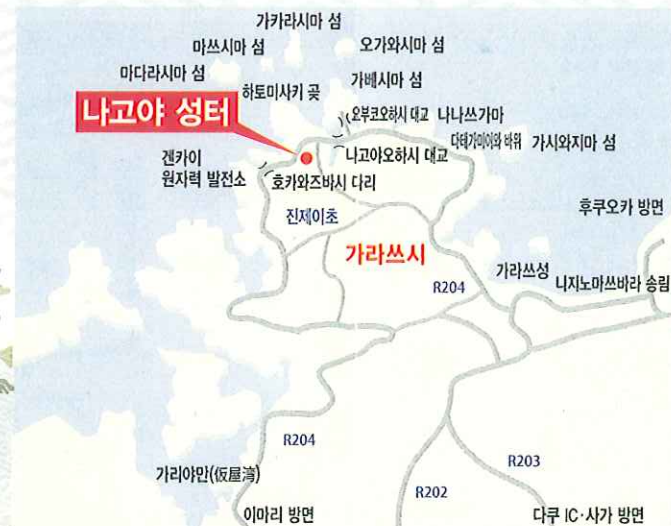 가카라시마 섬
마쓰시마 섬
오가와시마 섬
마다라시마 섬
가베시마 섬
하토미사키 곶
나고야 성터
오부코오하시 대교
나나쓰가마
다테가미이와 바위
가시와지마 섬
나고야오하시 대교
겐카이
원자력 발전소
호카와즈바시 다리
진제이초
후쿠오카 방면
가라쓰시
가라쓰성
니지노마쓰바라 송림
R204
R204
가리야만(仮屋湾)
R203
R202
이마리 방면
다쿠 IC·사가 방면